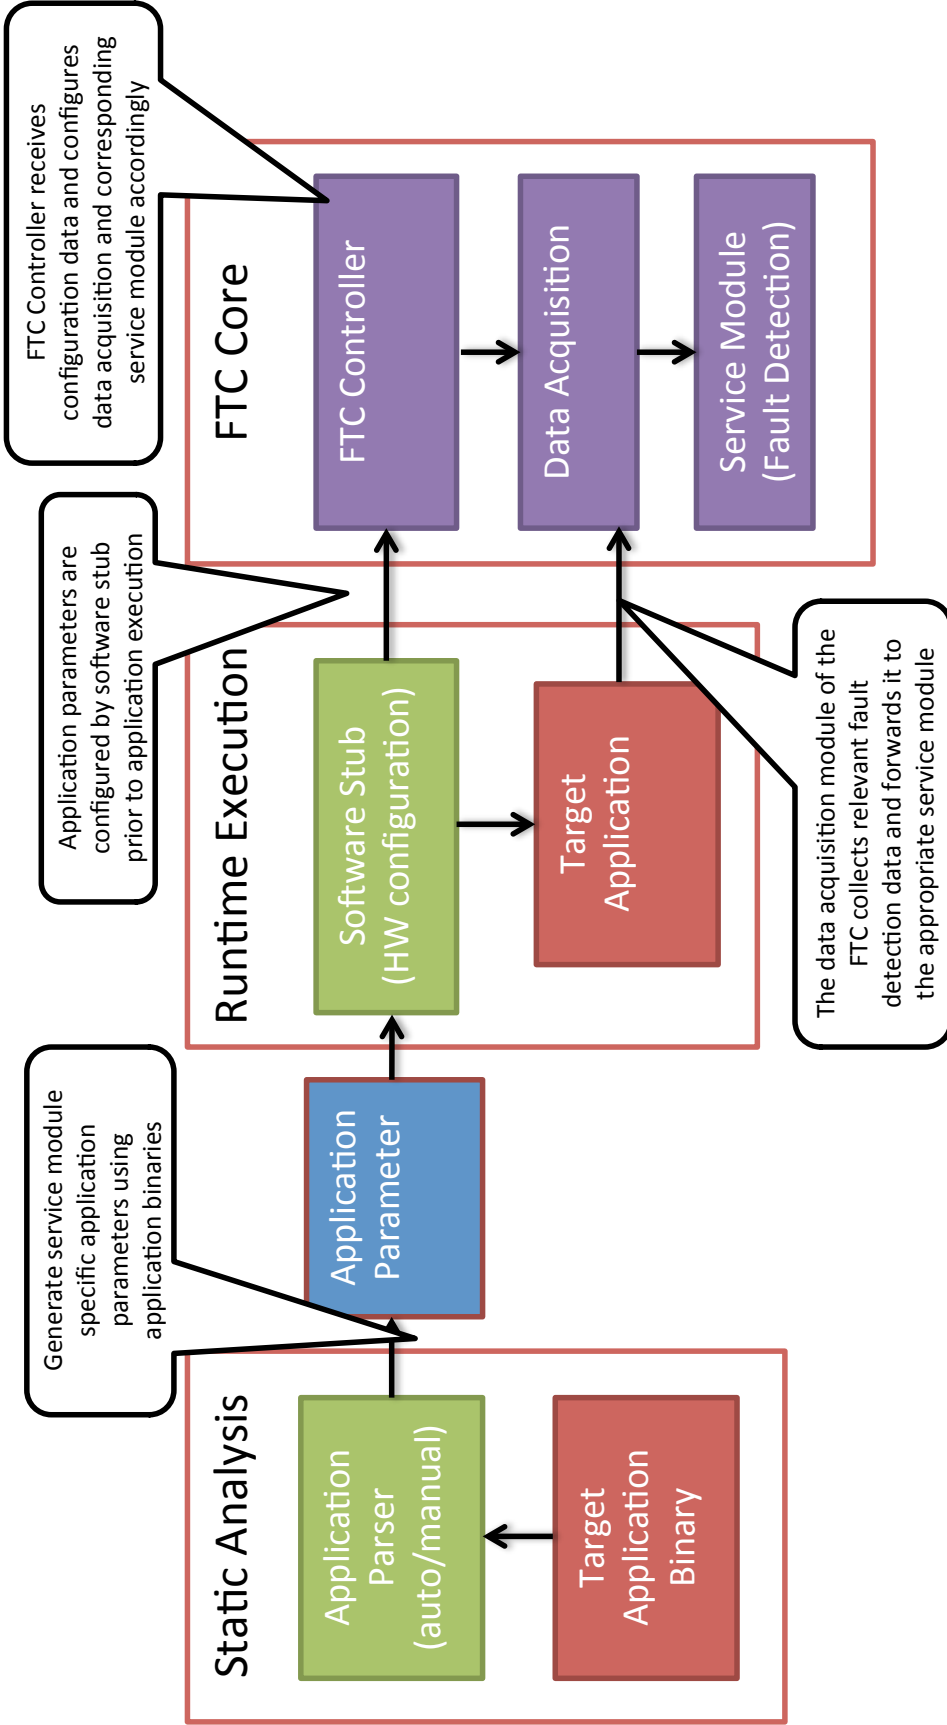 Generate service module
specific application
parameters using
application binaries
Application parameters are
configured by software stub
prior to application execution
FTC Controller receives
configuration data and configures
data acquisition and corresponding
service module accordingly
Static Analysis
Application
Parser
(auto/manual)
Target
Application
Binary
Application
Parameter
Runtime Execution
Software Stub
(HW configuration)
Target
Application
FTC Core
FTC Controller
Data Acquisition
Service Module
(Fault Detection)
The data acquisition module of the
FTC collects relevant fault
detection data and forwards it to
the appropriate service module